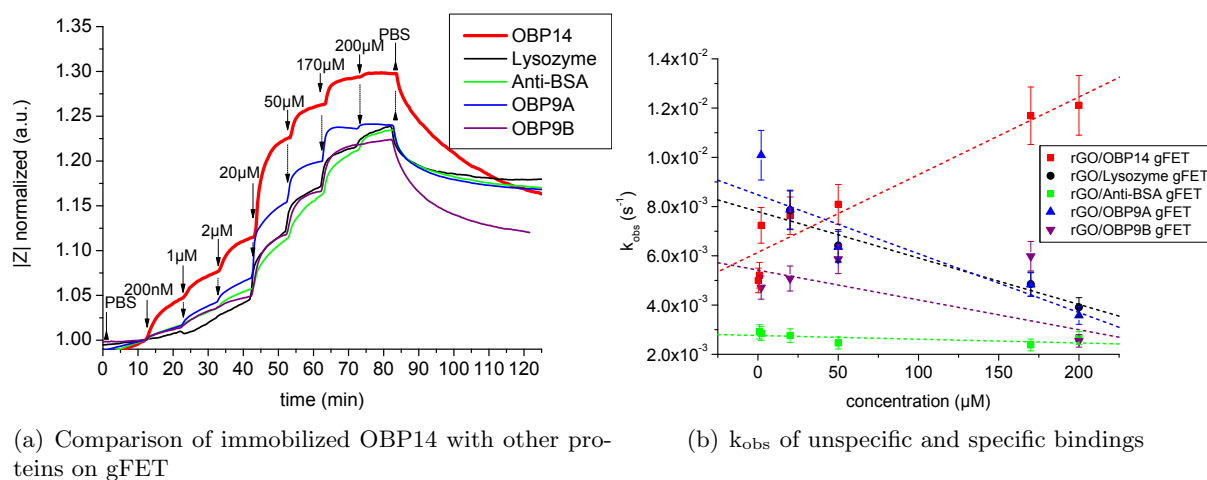 1.35
1.30
1.25
1.20
1.15
1.10
1.05
1.00
|Z| normalized (a.u.)
0 10 20 30 40 50 60 70 80 90 100 110 120
time (min)
PBS
200nM
1µM
2µM
20µM
50µM
170µM
200µM
PBS
OBP14
Lysozyme
Anti-BSA
OBP9A
OBP9B
(a) Comparison of immobilized OBP14 with other pro-
teins on gFET
1.4x10⁻²
1.2x10⁻²
1.0x10⁻²
8.0x10⁻³
6.0x10⁻³
4.0x10⁻³
2.0x10⁻³
k_obs (s⁻¹)
0 50 100 150 200
concentration (µM)
rGO/OBP14 gFET
rGO/Lysozyme gFET
rGO/Anti-BSA gFET
rGO/OBP9A gFET
rGO/OBP9B gFET
(b) k_obs of unspecific and specific bindings